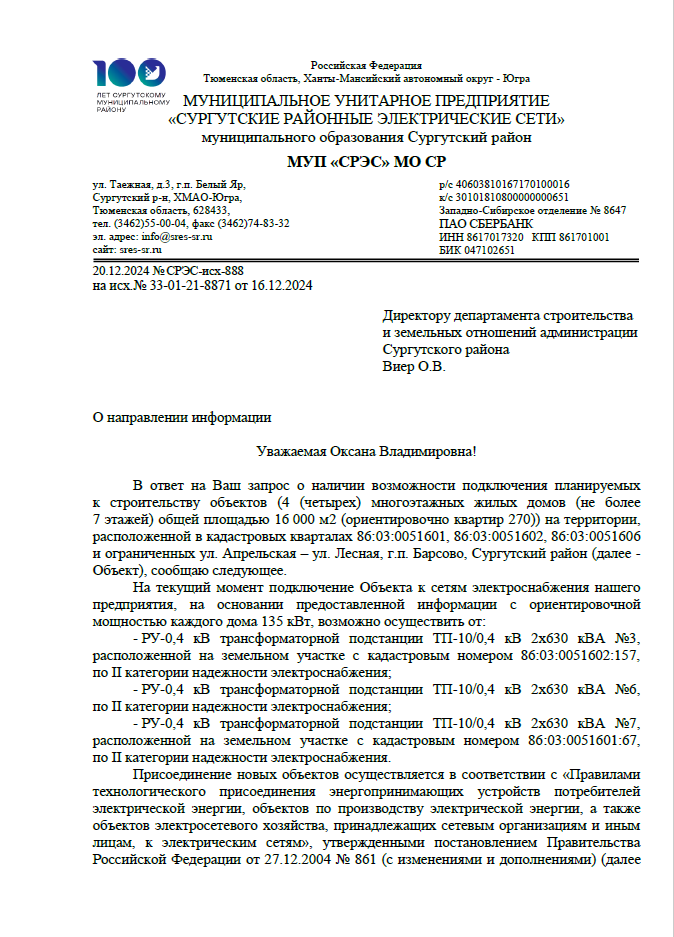 100
ЛЕТ СУРГУТСКОМУ
МУНИЦИПАЛЬНОМУ
РАЙОНУ
Российская Федерация
Тюменская область, Ханты-Мансийский автономный округ - Югра
МУНИЦИПАЛЬНОЕ УНИТАРНОЕ ПРЕДПРИЯТИЕ
«СУРГУТСКИЕ РАЙОННЫЕ ЭЛЕКТРИЧЕСКИЕ СЕТИ»
муниципального образования Сургутский район
МУП «СРЭС» МО СР
ул. Таежная, д.3, г.п. Белый Яр,
Сургутский р-н, ХМАО-Югра,
Тюменская область, 628433,
тел. (3462)55-00-04, факс (3462)74-83-32
эл. адрес: info@sres-sr.ru
сайт: sres-sr.ru
р/с 40603810167170100016
к/с 30101810800000000651
Западно-Сибирское отделение № 8647
ПАО СБЕРБАНК
ИНН 8617017320 КПП 861701001
БИК 047102651
20.12.2024 №СРЭС-исх-888
на исх.№ 33-01-21-8871 от 16.12.2024
Директору департамента строительства
и земельных отношений администрации
Сургутского района
Виер О.В.
О направлении информации
Уважаемая Оксана Владимировна!
В ответ на Ваш запрос о наличии возможности подключения планируемых
к строительству объектов (4 (четырех) многоэтажных жилых домов (не более
7 этажей) общей площадью 16 000 м2 (ориентировочно квартир 270)) на территории,
расположенной в кадастровых кварталах 86:03:0051601, 86:03:0051602, 86:03:0051606
и ограниченных ул. Апрельская – ул. Лесная, г.п. Барсово, Сургутский район (далее -
Объект), сообщаю следующее.
На текущий момент подключение Объекта к сетям электроснабжения нашего
предприятия, на основании предоставленной информации с ориентировочной
мощностью каждого дома 135 кВт, возможно осуществить от:
- РУ-0,4 кВ трансформаторной подстанции ТП-10/0,4 кВ 2х630 кВА №3,
расположенной на земельном участке с кадастровым номером 86:03:0051602:157,
по II категории надежности электроснабжения;
- РУ-0,4 кВ трансформаторной подстанции ТП-10/0,4 кВ 2х630 кВА №6,
по II категории надежности электроснабжения;
- РУ-0,4 кВ трансформаторной подстанции ТП-10/0,4 кВ 2х630 кВА №7,
расположенной на земельном участке с кадастровым номером 86:03:0051601:67,
по II категории надежности электроснабжения.
Присоединение новых объектов осуществляется в соответствии с «Правилами
технологического присоединения энергопринимающих устройств потребителей
электрической энергии, объектов по производству электрической энергии, а также
объектов электросетевого хозяйства, принадлежащих сетевым организациям и иным
лицам, к электрическим сетям», утвержденными постановлением Правительства
Российской Федерации от 27.12.2004 № 861 (с изменениями и дополнениями) (далее